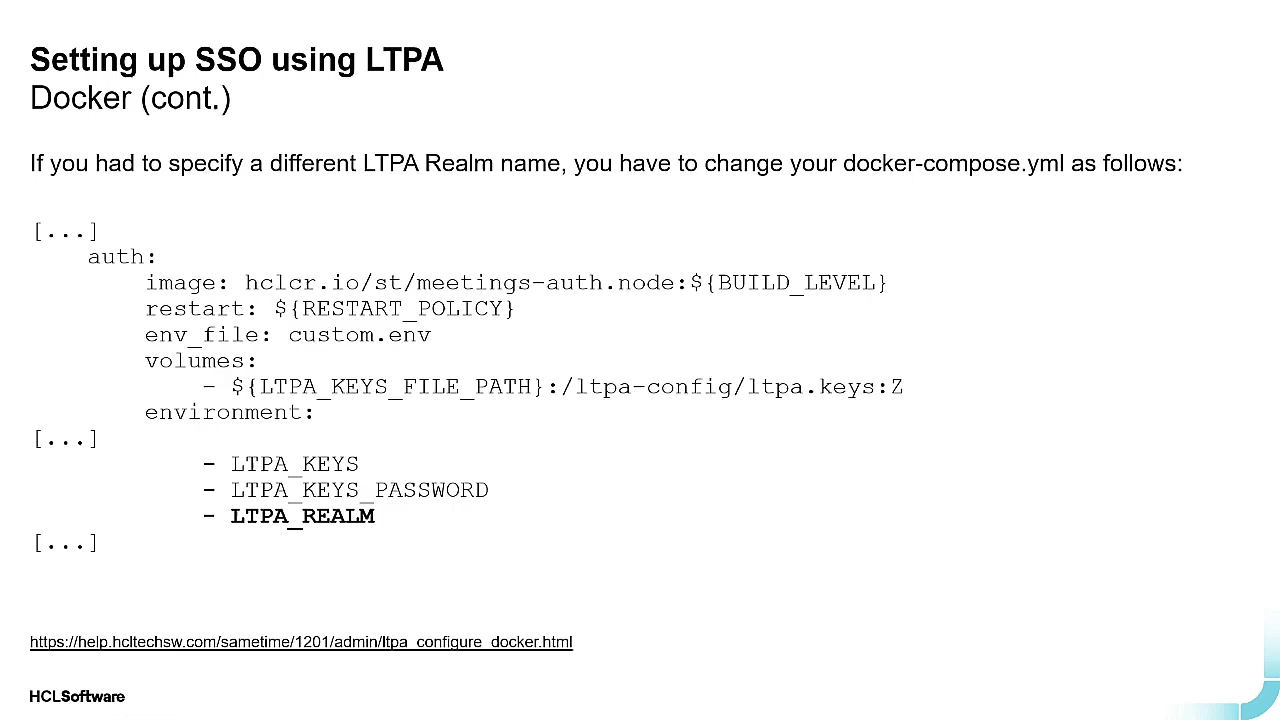 Setting up SSO using LTPA
Docker (cont.)
If you had to specify a different LTPA Realm name, you have to change your docker-compose.yml as follows:
[...]
auth:
image: hclcr.io/st/meetings-auth.node:${BUILD_LEVEL}
restart: ${RESTART_POLICY}
env_file: custom.env
volumes:
- ${LTPA_KEYS_FILE_PATH}:/ltpa-config/ltpa.keys:Z
environment:
[...]
- LTPA_KEYS
- LTPA_KEYS_PASSWORD
- LTPA_REALM
[...]
https://help.hcltechsw.com/sametime/1201/admin/ltpa_configure_docker.html
HCLSoftware